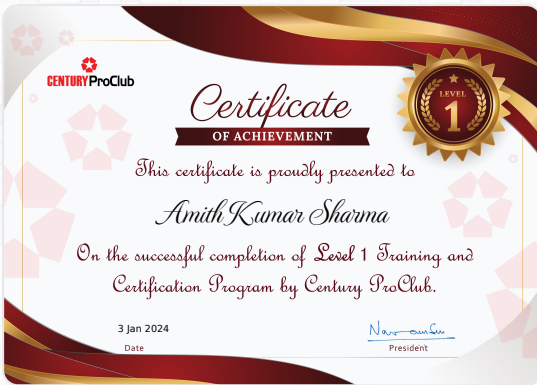 CENTURY ProClub
LEVEL
1
Certificate
OF ACHIEVEMENT
This certificate is proudly presented to
Amith Kumar Sharma
On the successful completion of Level 1 Training and
Certification Program by Century ProClub.
3 Jan 2024
Date
President